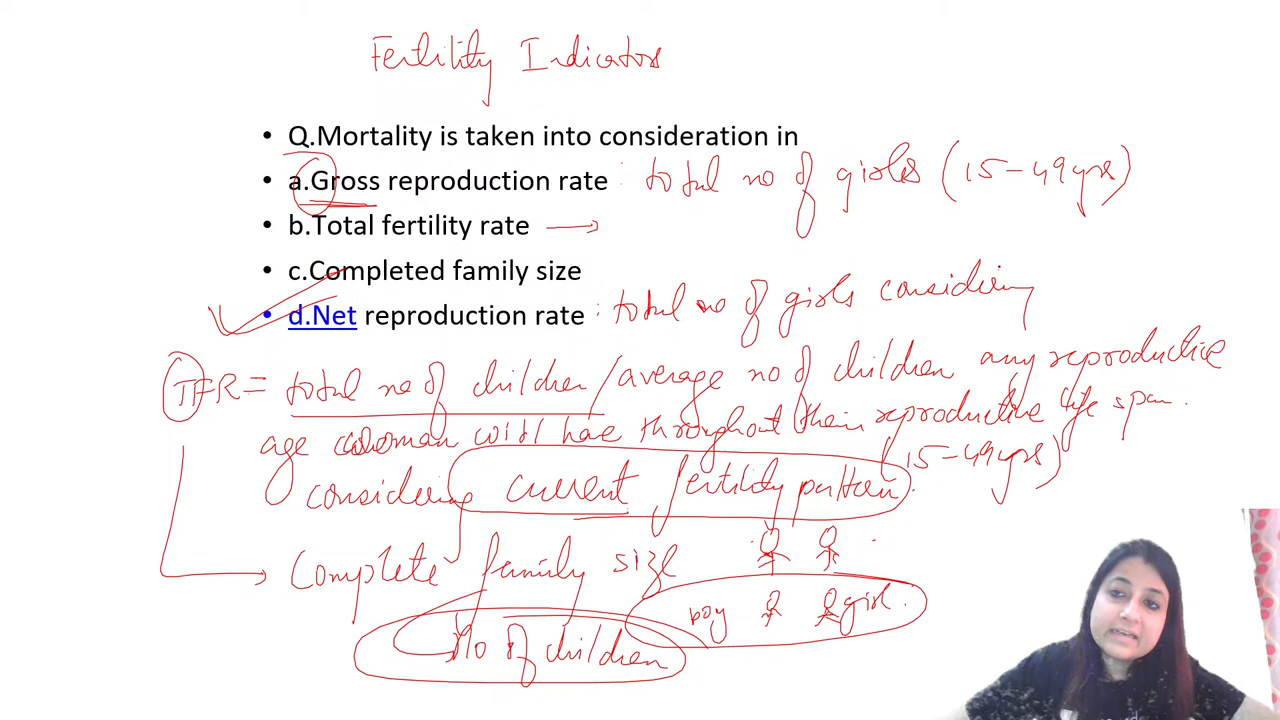 Fertility Indicators
• Q.Mortality is taken into consideration in
• a.Gross reproduction rate : total no of girls (15-49yrs)
• b.Total fertility rate →
• c.Completed family size
• d.Net reproduction rate : total no of girls considering
TFR = total no of children/average no of children any reproductive
age woman will have throughout their reproductive life span.
(15-49yrs)
considering current fertility pattern.
Complete family size
boy girl.
No of children